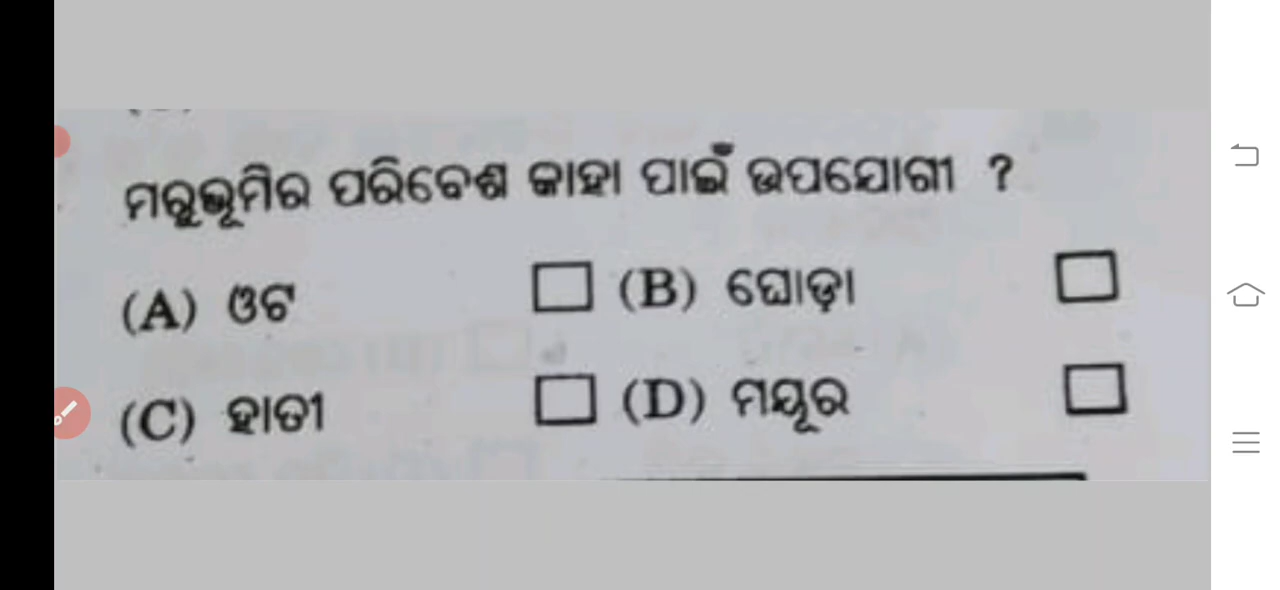 ମରୁଭୂମିର ପରିବେଶ କାହା ପାଇଁ ଉପଯୋଗୀ ?
(A) ଓଟ (B) ଘୋଡ଼ା
(C) ହାତୀ (D) ମୟୂର